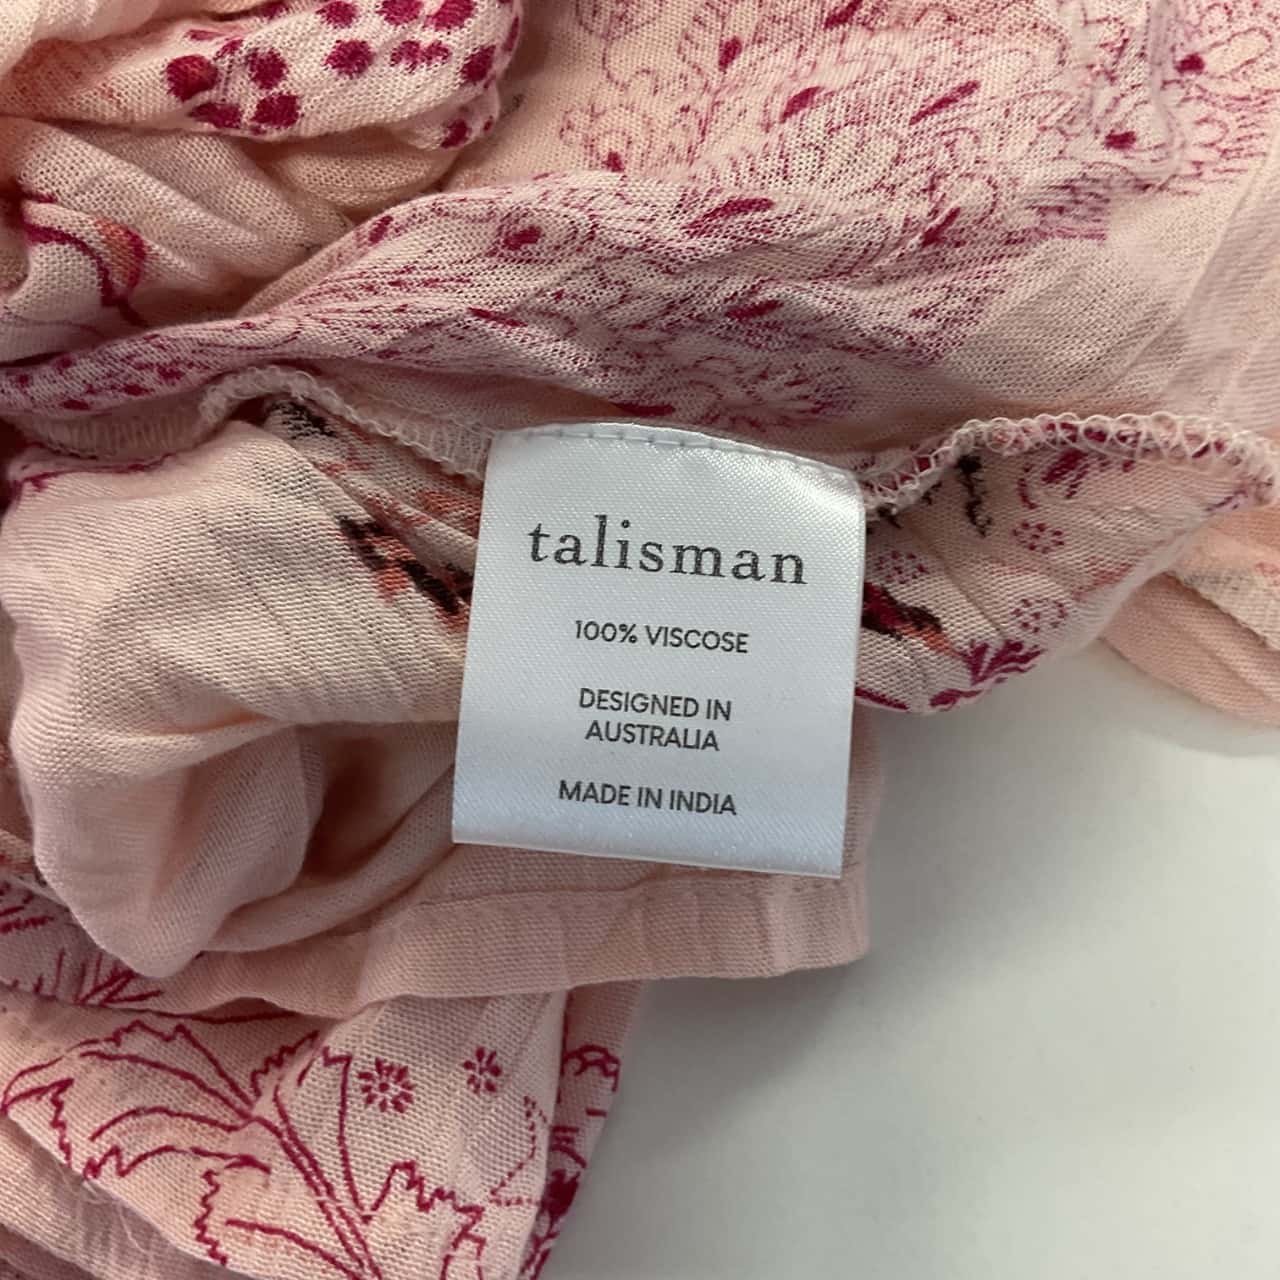 talisman
100% VISCOSE
DESIGNED IN
AUSTRALIA
MADE IN INDIA